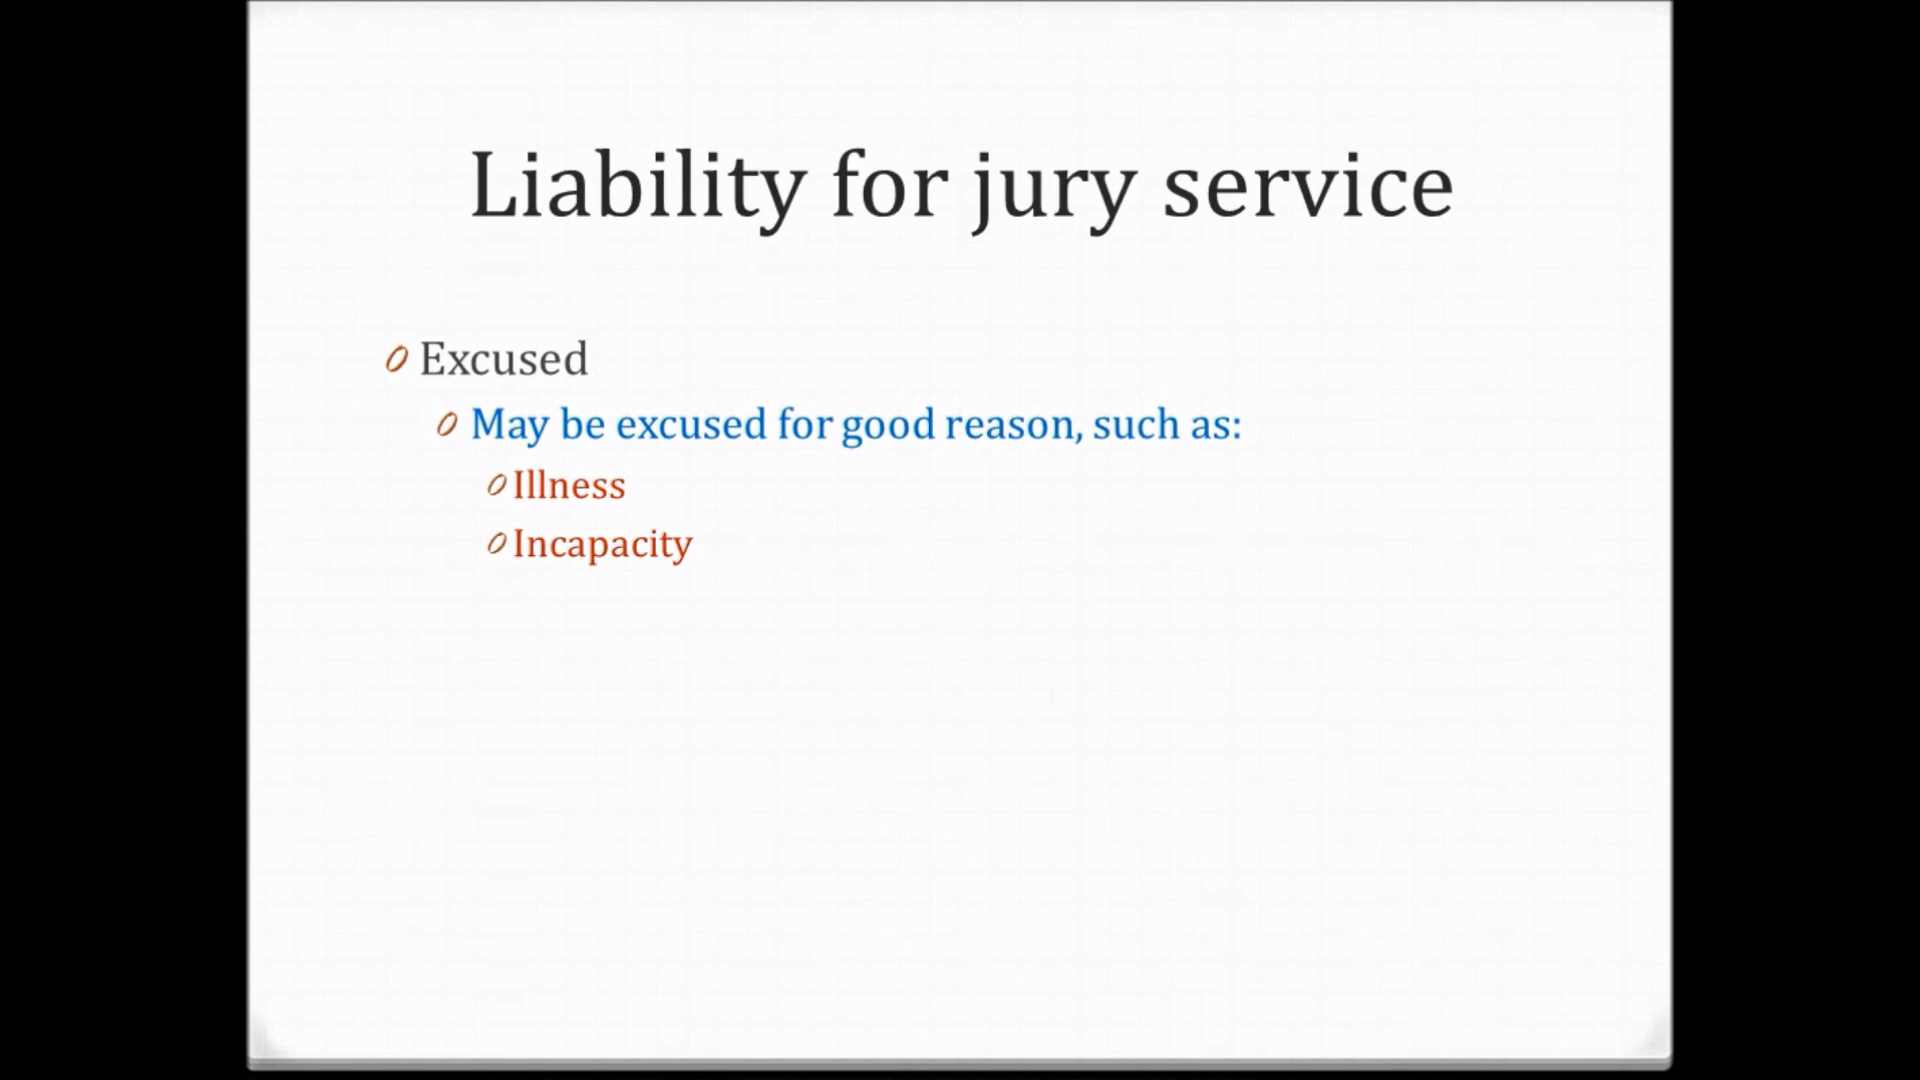 Liability for jury service
Excused
May be excused for good reason, such as:
Illness
Incapacity